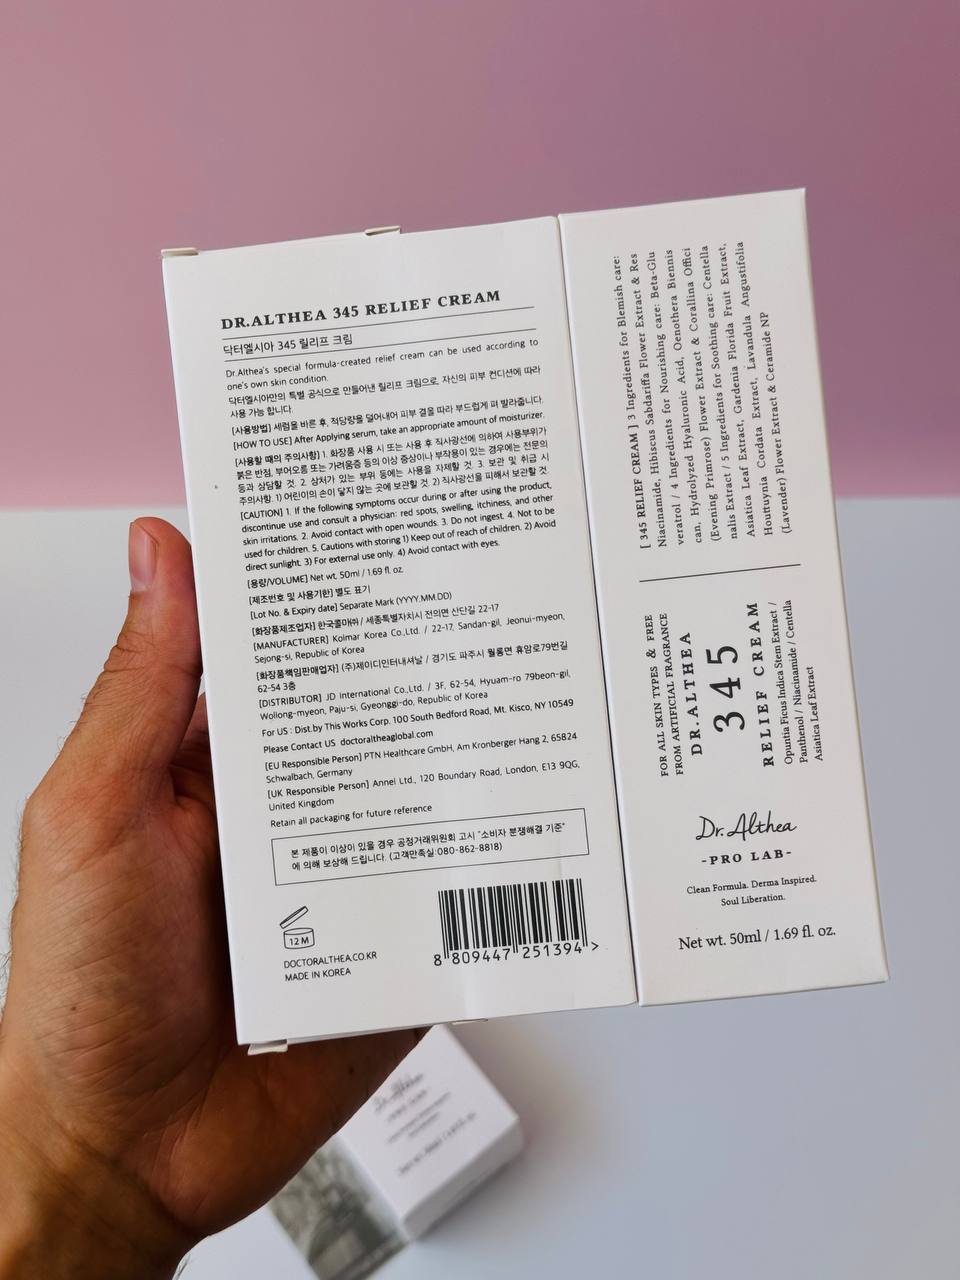 DR.ALTHEA 345 RELIEF CREAM
닥터엘시아 345 릴리프 크림
Dr.Althea's special formula-created relief cream can be used according to
one's own skin condition.
닥터엘시아만의 특별 공식으로 만들어낸 릴리프 크림으로, 자신의 피부 컨디션에 따라
사용 가능 합니다.
[사용방법] 세럼을 바른 후, 적당량을 덜어내어 피부 결을 따라 부드럽게 펴 발라줍니다.
[HOW TO USE] After Applying serum, take an appropriate amount of moisturizer.
[사용할 때의 주의사항] 1. 화장품 사용 시 또는 사용 후 직사광선에 의하여 사용부위가
붉은 반점, 부어오름 또는 가려움증 등의 이상 증상이나 부작용이 있는 경우에는 전문의
등과 상담할 것. 2. 상처가 있는 부위 등에는 사용을 자제할 것. 3. 보관 및 취급 시
주의사항. 1) 어린이의 손이 닿지 않는 곳에 보관할 것. 2) 직사광선을 피해서 보관할 것.
[CAUTION] 1. If the following symptoms occur during or after using the product,
discontinue use and consult a physician: red spots, swelling, itchiness, and other
skin irritations. 2. Avoid contact with open wounds. 3. Do not ingest. 4. Not to be
used for children. 5. Cautions with storing 1) Keep out of reach of children. 2) Avoid
direct sunlight. 3) For external use only. 4) Avoid contact with eyes.
[용량/VOLUME] Net wt. 50ml / 1.69 fl. oz.
[제조번호 및 사용기한] 별도 표기
[Lot No. & Expiry date] Separate Mark (YYYY.MM.DD)
[화장품제조업자] 한국콜마㈜ / 세종특별자치시 전의면 산단길 22-17
[MANUFACTURER] Kolmar Korea Co.,Ltd. / 22-17, Sandan-gil, Jeonui-myeon,
Sejong-si, Republic of Korea
[화장품책임판매업자] (주)제이디인터내셔날 / 경기도 파주시 월롱면 휴암로79번길
62-54 3층
[DISTRIBUTOR] JD International Co.,Ltd. / 3F, 62-54, Hyuam-ro 79beon-gil,
Wollong-myeon, Paju-si, Gyeonggi-do, Republic of Korea
For US : Dist.by This Works Corp. 100 South Bedford Road, Mt. Kisco, NY 10549
Please Contact US doctoraltheaglobal.com
[EU Responsible Person] PTN Healthcare GmbH, Am Kronberger Hang 2, 65824
Schwalbach, Germany
[UK Responsible Person] Annel Ltd., 120 Boundary Road, London, E13 9QG,
United Kingdom
Retain all packaging for future reference
본 제품이 이상이 있을 경우 공정거래위원회 고시 "소비자 분쟁해결 기준"
에 의해 보상해 드립니다. (고객만족실:080-862-8818)
12M
DOCTORALTHEA.CO.KR
MADE IN KOREA
8 809447 251394 >
[ 345 RELIEF CREAM ] 3 Ingredients for Blemish care:
Niacinamide, Hibiscus Sabdariffa Flower Extract & Res
veratrol / 4 Ingredients for Nourishing care: Beta-Glu
can, Hydrolyzed Hyaluronic Acid, Oenothera Biennis
(Evening Primrose) Flower Extract & Corallina Offici
nalis Extract / 5 Ingredients for Soothing care: Centella
Asiatica Leaf Extract, Gardenia Florida Fruit Extract,
Houttuynia Cordata Extract, Lavandula Angustifolia
(Lavender) Flower Extract & Ceramide NP
FOR ALL SKIN TYPES & FREE
FROM ARTIFICIAL FRAGRANCE
DR.ALTHEA
345
RELIEF CREAM
Opuntia Ficus Indica Stem Extract /
Panthenol / Niacinamide / Centella
Asiatica Leaf Extract
Dr.Althea
-PRO LAB-
Clean Formula. Derma Inspired.
Soul Liberation.
Net wt. 50ml / 1.69 fl. oz.
Dr.Althea